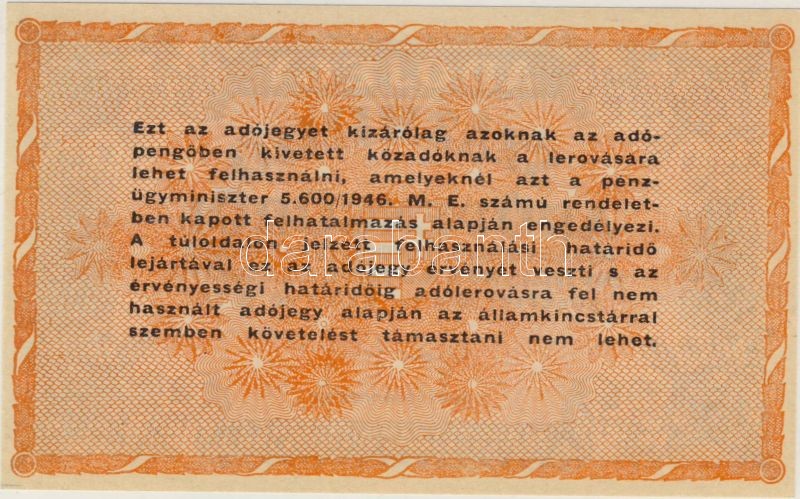 Ezt az adójegyet kizárólag azoknak az adó-
pengőben kivetett közadóknak a lerovására
lehet felhasználni, amelyeknél azt a pénz-
ügyminiszter 5.600/1946. M. E. számú rendelet-
ben kapott felhatalmazás alapján engedélyezi.
A túloldalon jelzett felhasználási határidő
lejártával ez az adójegy érvényét veszti s az
érvényességi határidőig adólerovásra fel nem
használt adójegy alapján az államkincstárral
szemben követelést támasztani nem lehet.
darabanth